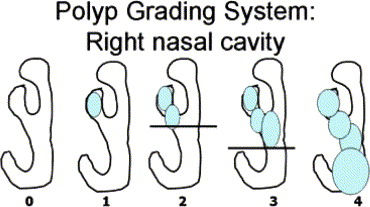 Polyp Grading System:
Right nasal cavity
0 1 2 3 4